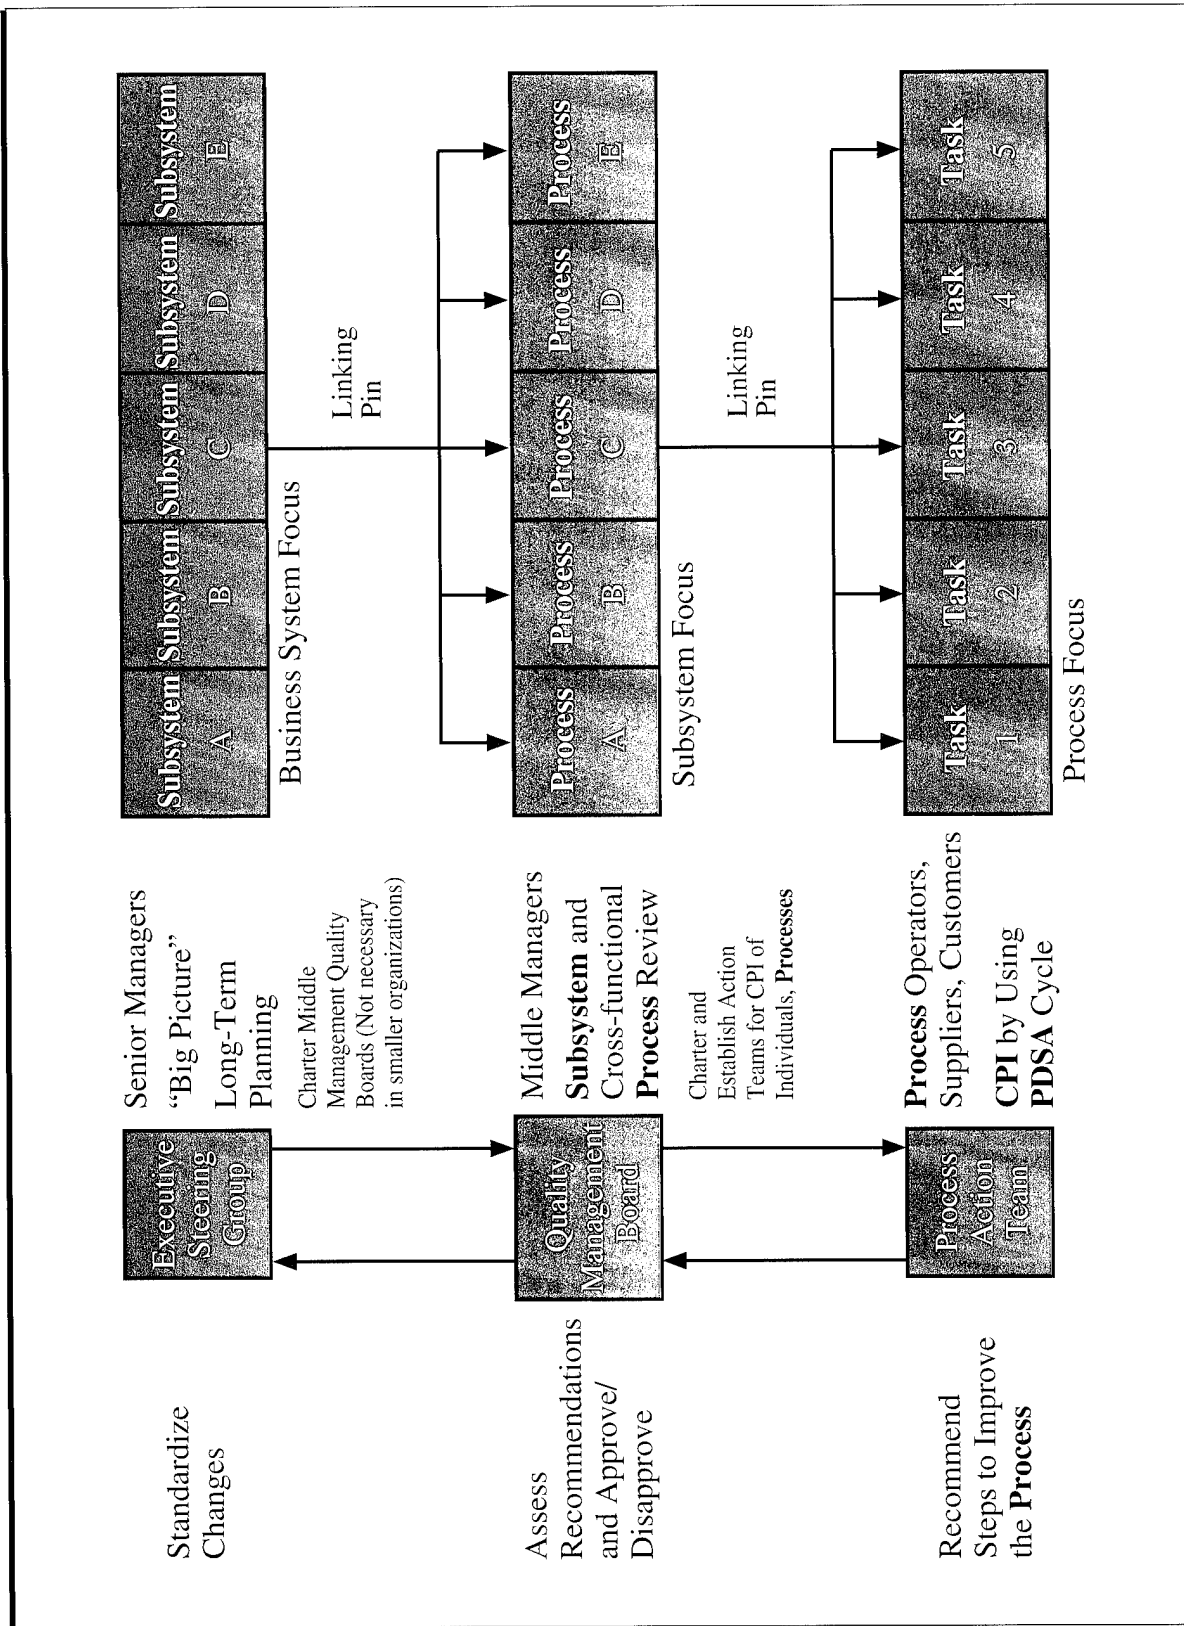 Standardize
Changes
Executive
Steering
Group
Senior Managers
“Big Picture”
Long-Term
Planning
Subsystem
A
Subsystem
B
Subsystem
C
Subsystem
D
Subsystem
E
Business System Focus
Charter Middle
Management Quality
Boards (Not necessary
in smaller organizations)
Linking
Pin
Assess
Recommendations
and Approve/
Disapprove
Quality
Management
Board
Middle Managers
Subsystem and
Cross-functional
Process Review
Process
A
Process
B
Process
C
Process
D
Process
E
Subsystem Focus
Charter and
Establish Action
Teams for CPI of
Individuals, Processes
Linking
Pin
Recommend
Steps to Improve
the Process
Process
Action
Team
Process Operators,
Suppliers, Customers
CPI by Using
PDSA Cycle
Task
1
Task
2
Task
3
Task
4
Task
5
Process Focus